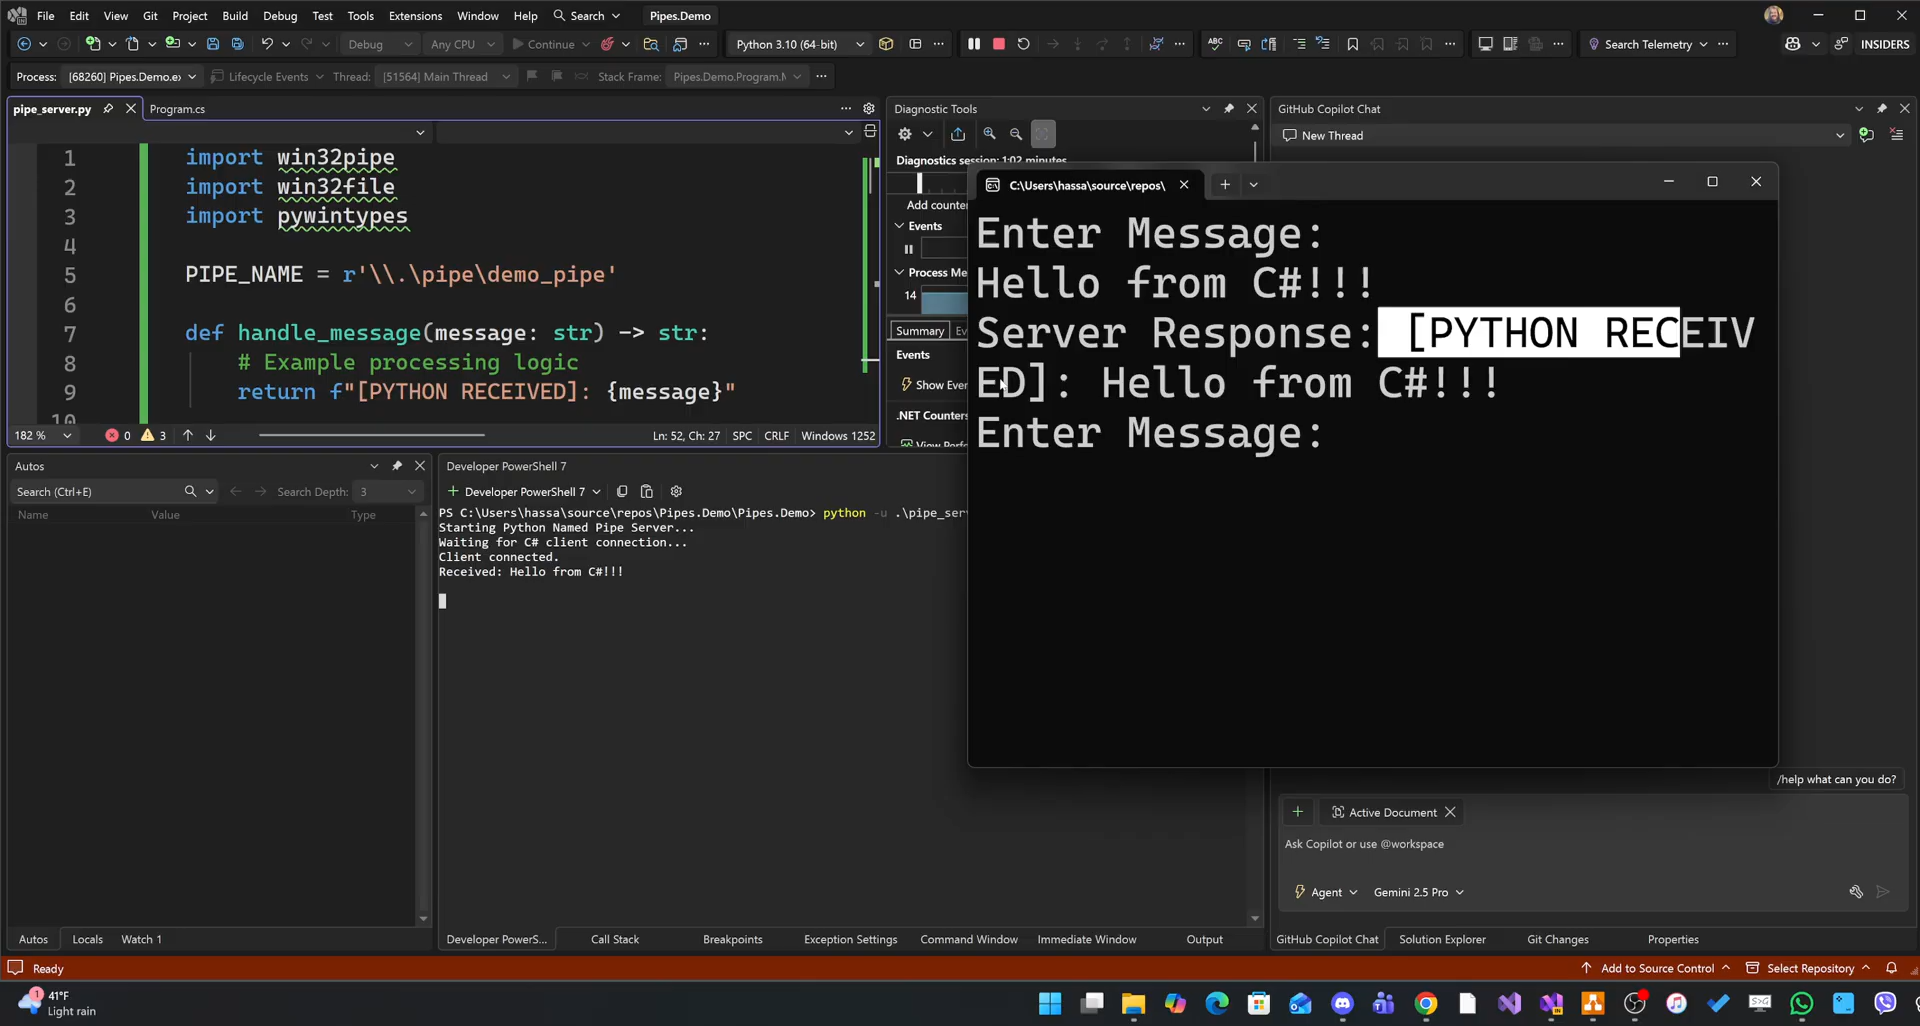 File Edit View Git Project Build Debug Test Tools Extensions Window Help Search Pipes.Demo
Debug Any CPU Continue Python 3.10 (64-bit) Search Telemetry INSIDERS
Process: [68260] Pipes.Demo.ex Lifecycle Events Thread: [51564] Main Thread Stack Frame: Pipes.Demo.Program.M
pipe_server.py Program.cs
1 import win32pipe
2 import win32file
3 import pywintypes
4
5 PIPE_NAME = r'\\.\pipe\demo_pipe'
6
7 def handle_message(message: str) -> str:
8 # Example processing logic
9 return f"[PYTHON RECEIVED]: {message}"
10
182 % 0 3 Ln: 52, Ch: 27 SPC CRLF Windows 1252
Diagnostic Tools
Diagnostics session: 1:02 minutes
Add counter
Events
Process Me
14
Summary Ev
Events
Show Eve
.NET Counters
View Perf
GitHub Copilot Chat
New Thread
C:\Users\hassa\source\repos\
Enter Message:
Hello from C#!!!
Server Response: [PYTHON RECEIV
ED]: Hello from C#!!!
Enter Message:
Autos
Search (Ctrl+E) Search Depth: 3
Name Value Type
Developer PowerShell 7
Developer PowerShell 7
PS C:\Users\hassa\source\repos\Pipes.Demo\Pipes.Demo> python -u .\pipe_serv
Starting Python Named Pipe Server...
Waiting for C# client connection...
Client connected.
Received: Hello from C#!!!
/help what can you do?
Active Document
Ask Copilot or use @workspace
Agent Gemini 2.5 Pro
Autos Locals Watch 1
Developer PowerS... Call Stack Breakpoints Exception Settings Command Window Immediate Window Output
GitHub Copilot Chat Solution Explorer Git Changes Properties
Ready Add to Source Control Select Repository
1
41°F
Light rain